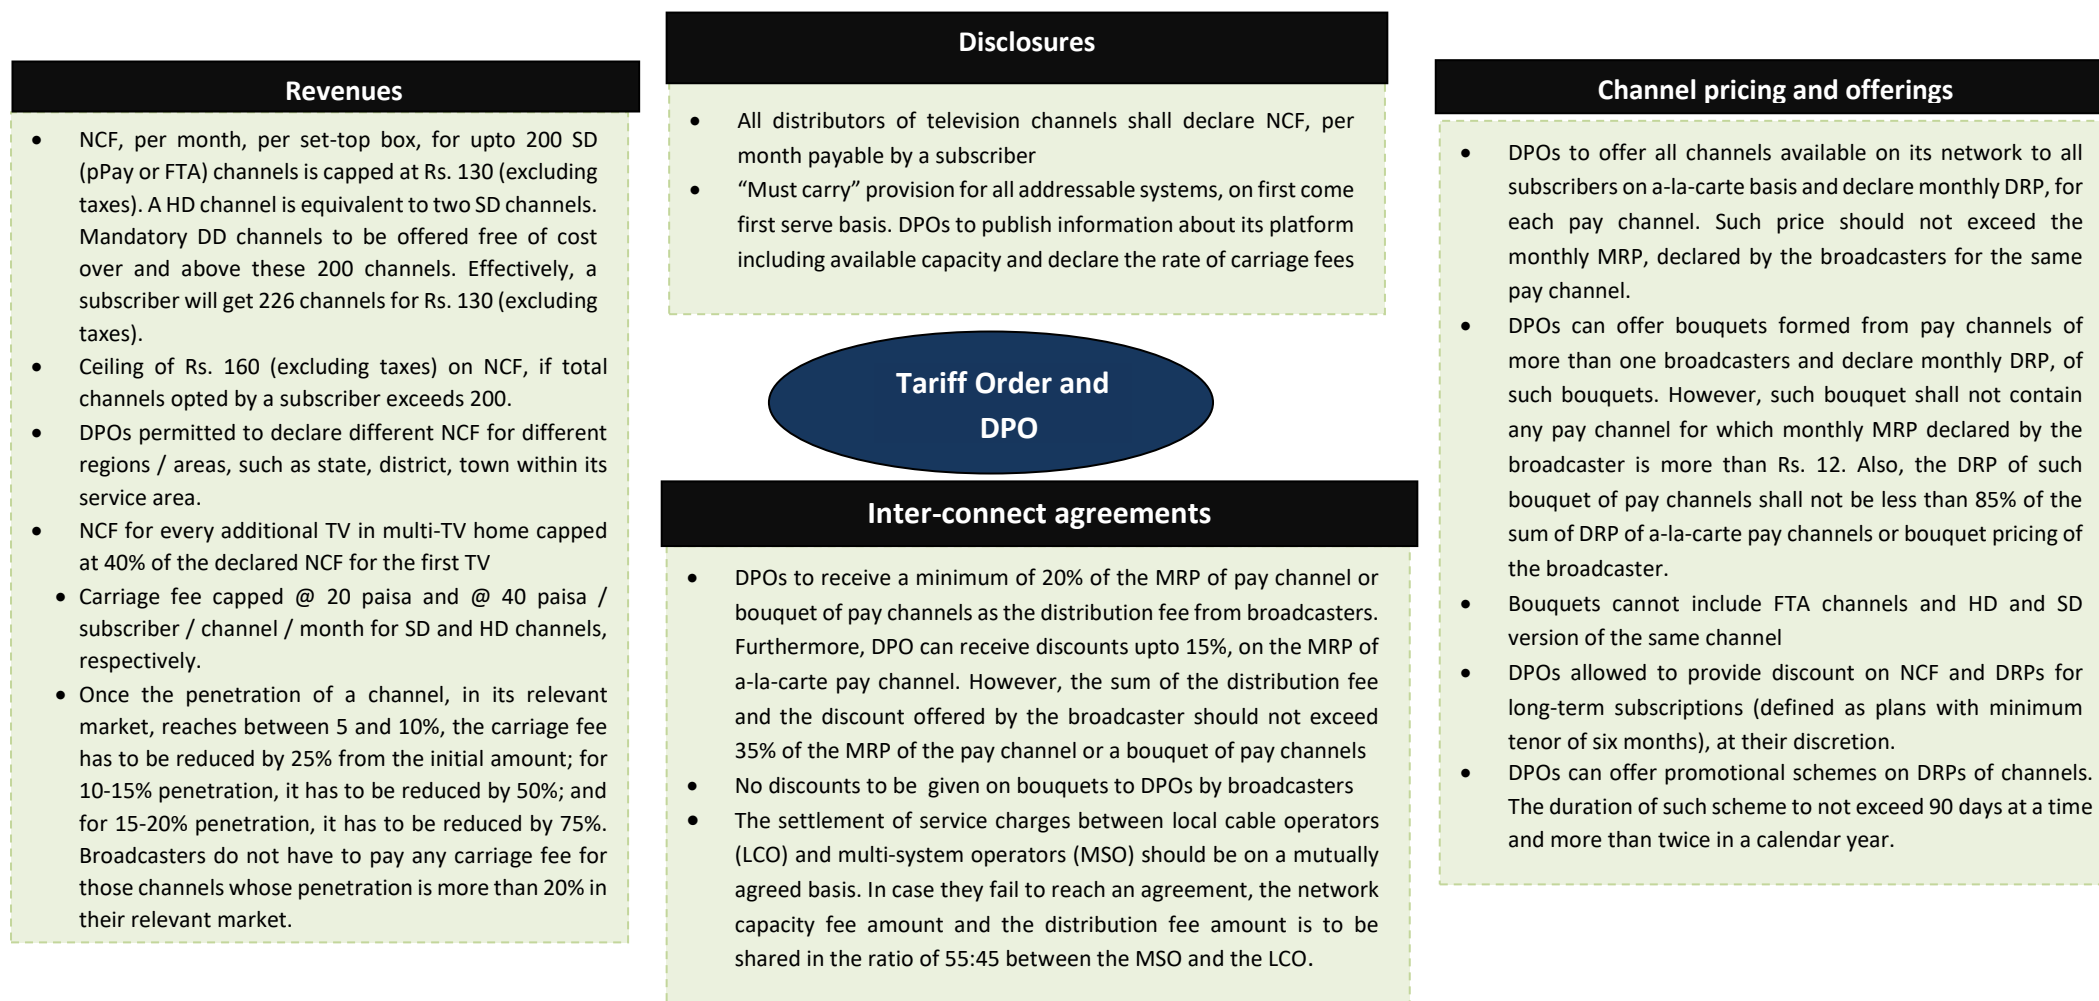 Revenues
• NCF, per month, per set-top box, for upto 200 SD
(pPay or FTA) channels is capped at Rs. 130 (excluding
taxes). A HD channel is equivalent to two SD channels.
Mandatory DD channels to be offered free of cost
over and above these 200 channels. Effectively, a
subscriber will get 226 channels for Rs. 130 (excluding
taxes).
• Ceiling of Rs. 160 (excluding taxes) on NCF, if total
channels opted by a subscriber exceeds 200.
• DPOs permitted to declare different NCF for different
regions / areas, such as state, district, town within its
service area.
• NCF for every additional TV in multi-TV home capped
at 40% of the declared NCF for the first TV
• Carriage fee capped @ 20 paisa and @ 40 paisa /
subscriber / channel / month for SD and HD channels,
respectively.
• Once the penetration of a channel, in its relevant
market, reaches between 5 and 10%, the carriage fee
has to be reduced by 25% from the initial amount; for
10-15% penetration, it has to be reduced by 50%; and
for 15-20% penetration, it has to be reduced by 75%.
Broadcasters do not have to pay any carriage fee for
those channels whose penetration is more than 20% in
their relevant market.
Disclosures
• All distributors of television channels shall declare NCF, per
month payable by a subscriber
• “Must carry” provision for all addressable systems, on first come
first serve basis. DPOs to publish information about its platform
including available capacity and declare the rate of carriage fees
Tariff Order and
DPO
Inter-connect agreements
• DPOs to receive a minimum of 20% of the MRP of pay channel or
bouquet of pay channels as the distribution fee from broadcasters.
Furthermore, DPO can receive discounts upto 15%, on the MRP of
a-la-carte pay channel. However, the sum of the distribution fee
and the discount offered by the broadcaster should not exceed
35% of the MRP of the pay channel or a bouquet of pay channels
• No discounts to be given on bouquets to DPOs by broadcasters
• The settlement of service charges between local cable operators
(LCO) and multi-system operators (MSO) should be on a mutually
agreed basis. In case they fail to reach an agreement, the network
capacity fee amount and the distribution fee amount is to be
shared in the ratio of 55:45 between the MSO and the LCO.
Channel pricing and offerings
• DPOs to offer all channels available on its network to all
subscribers on a-la-carte basis and declare monthly DRP, for
each pay channel. Such price should not exceed the
monthly MRP, declared by the broadcasters for the same
pay channel.
• DPOs can offer bouquets formed from pay channels of
more than one broadcasters and declare monthly DRP, of
such bouquets. However, such bouquet shall not contain
any pay channel for which monthly MRP declared by the
broadcaster is more than Rs. 12. Also, the DRP of such
bouquet of pay channels shall not be less than 85% of the
sum of DRP of a-la-carte pay channels or bouquet pricing of
the broadcaster.
• Bouquets cannot include FTA channels and HD and SD
version of the same channel
• DPOs allowed to provide discount on NCF and DRPs for
long-term subscriptions (defined as plans with minimum
tenor of six months), at their discretion.
• DPOs can offer promotional schemes on DRPs of channels.
The duration of such scheme to not exceed 90 days at a time
and more than twice in a calendar year.